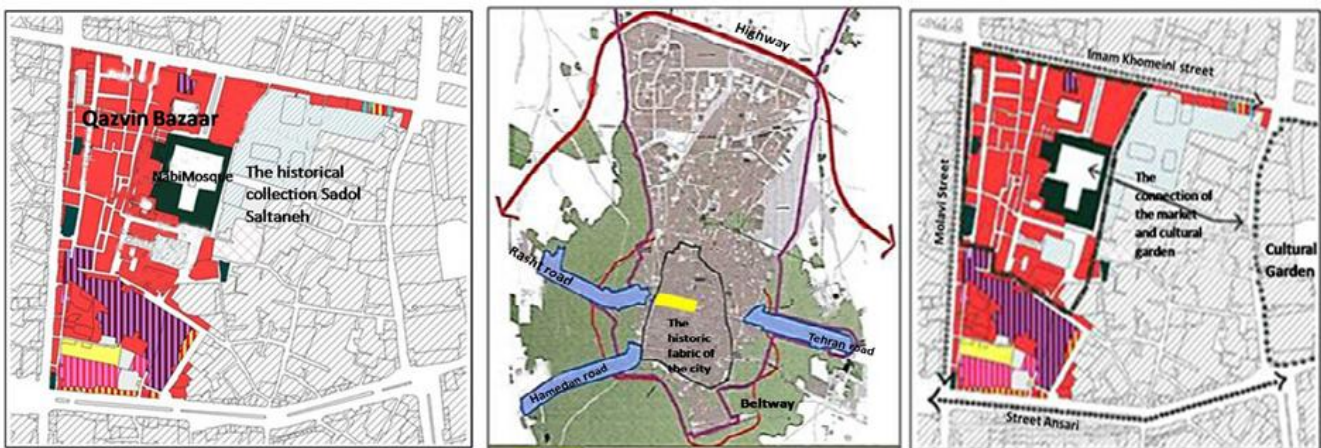 Qazvin Bazaar
NabiMosque
The historical
collection Sadol
Saltaneh
Highway
Rasht road
The
historic
fabric of
the city
Tehran road
Hamedan road
Beltway
Imam Khomeini street
Molavi Street
The
connection of
the market
and cultural
garden
Cultural
Garden
Street Ansari